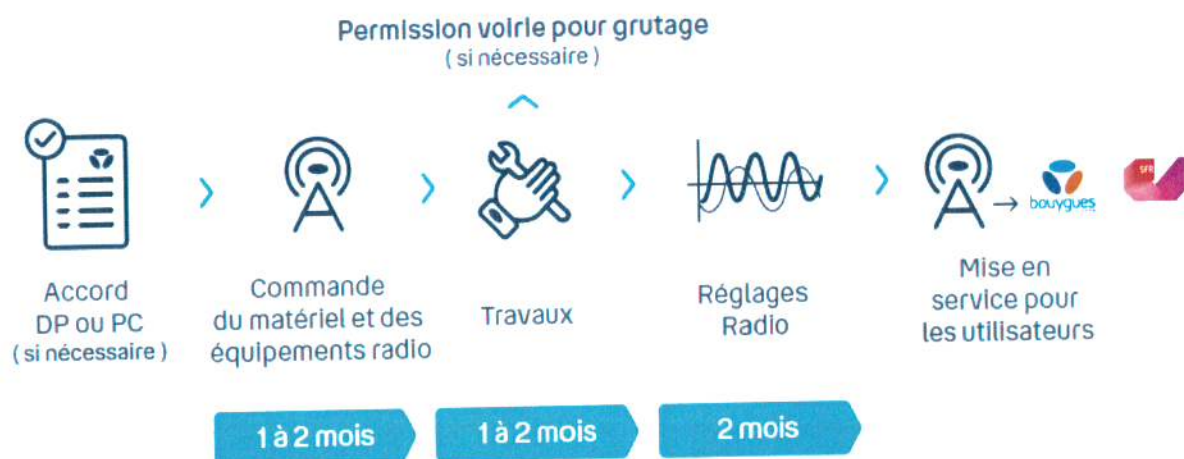 Permission voirie pour grutage
( si nécessaire )
Accord
DP ou PC
( si nécessaire )
Commande
du matériel et des
équipements radio
Travaux
Réglages
Radio
bouygues
SFR
Mise en
service pour
les utilisateurs
1 à 2 mois
1 à 2 mois
2 mois